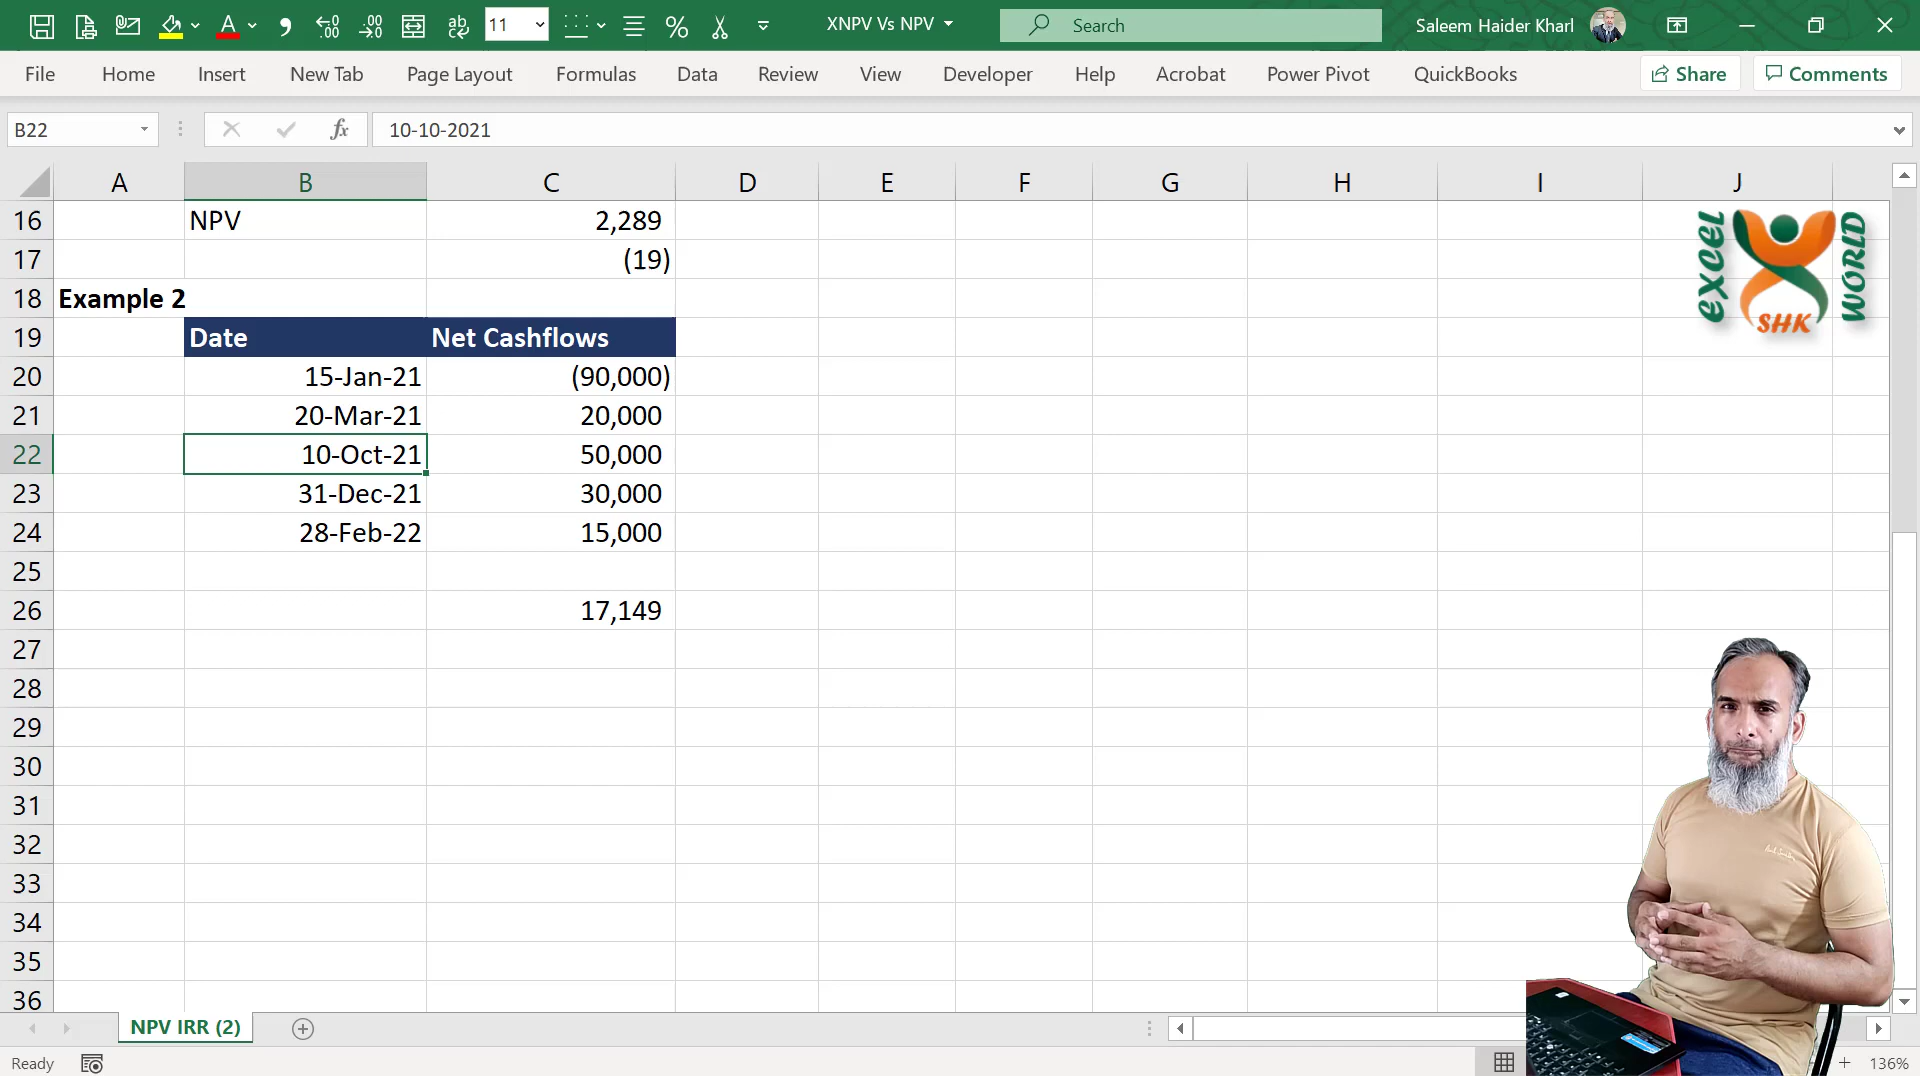 11
XNPV Vs NPV
Search
Saleem Haider Kharl
File Home Insert New Tab Page Layout Formulas Data Review View Developer Help Acrobat Power Pivot QuickBooks Share Comments
B22 fx 10-10-2021
A B C D E F G H I J
16 NPV 2,289
17 (19)
18 Example 2
19 Date Net Cashflows
20 15-Jan-21 (90,000)
21 20-Mar-21 20,000
22 10-Oct-21 50,000
23 31-Dec-21 30,000
24 28-Feb-22 15,000
25
26 17,149
27
28
29
30
31
32
33
34
35
36
eXcel
WORLD
SHK
NPV IRR (2)
Ready
136%